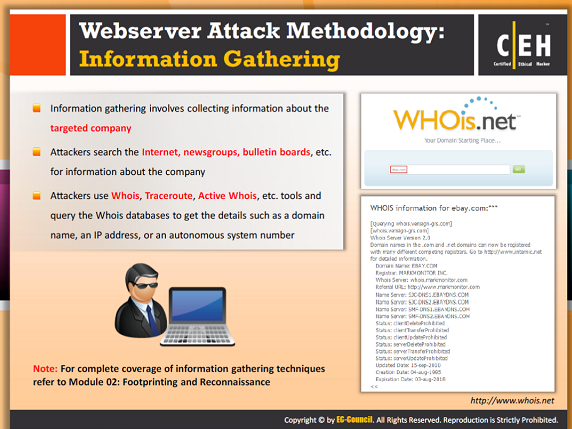 Webserver Attack Methodology:
Information Gathering
CEH
Certified Ethical Hacker
Information gathering involves collecting information about the
targeted company
Attackers search the Internet, newsgroups, bulletin boards, etc.
for information about the company
Attackers use Whois, Traceroute, Active Whois, etc. tools and
query the Whois databases to get the details such as a domain
name, an IP address, or an autonomous system number
WHOis.net
Your Domain Starting Place...
WHOIS information for ebay.com:***
[Querying whois.verisign-grs.com]
[whois.verisign-grs.com]
Whois Server Version 2.0
Domain names in the .com and .net domains can now be registered
with many different competing registrars. Go to http://www.internic.net
for detailed information.
Domain Name: EBAY.COM
Registrar: MARKMONITOR INC.
Whois Server: whois.markmonitor.com
Referral URL: http://www.markmonitor.com
Name Server: SJC-DNS1.EBAYDNS.COM
Name Server: SJC-DNS2.EBAYDNS.COM
Name Server: SMF-DNS1.EBAYDNS.COM
Name Server: SMF-DNS2.EBAYDNS.COM
Status: clientDeleteProhibited
Status: clientTransferProhibited
Status: clientUpdateProhibited
Status: serverDeleteProhibited
Status: serverTransferProhibited
Status: serverUpdateProhibited
Updated Date: 15-sep-2010
Creation Date: 04-aug-1995
Expiration Date: 03-aug-2018
<<
Note: For complete coverage of information gathering techniques
refer to Module 02: Footprinting and Reconnaissance
http://www.whois.net
Copyright © by EC-Council. All Rights Reserved. Reproduction is Strictly Prohibited.